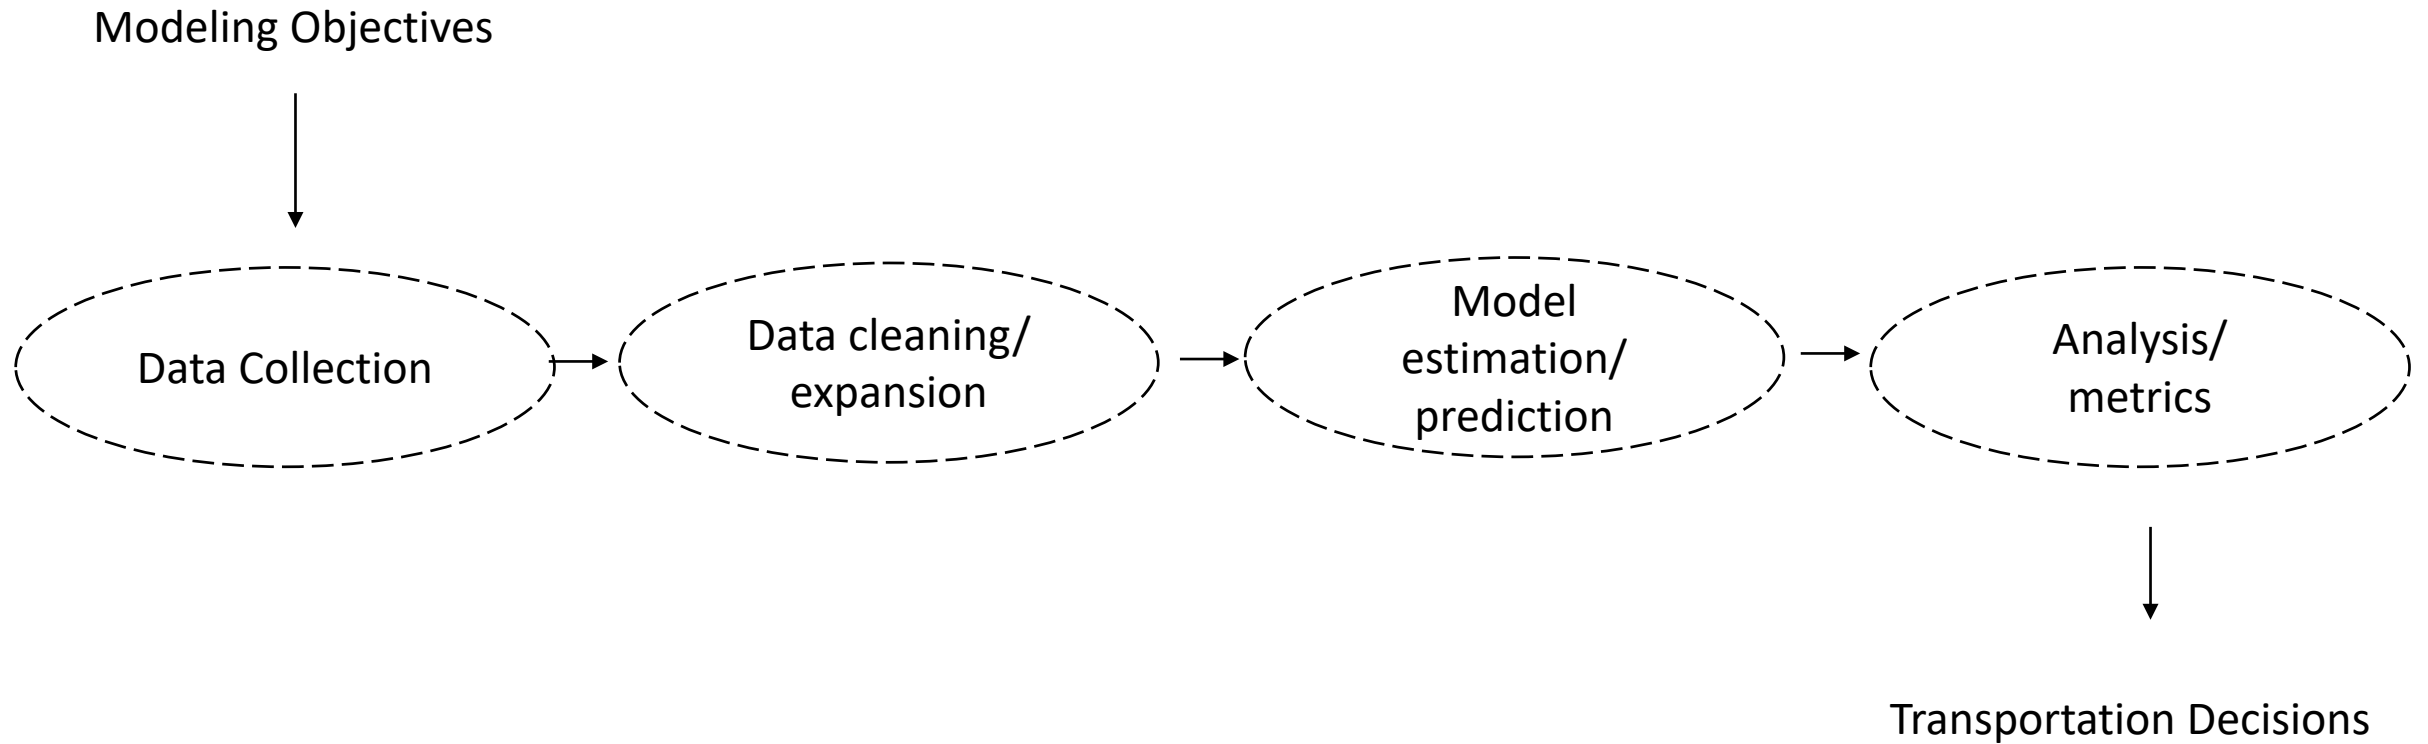 Modeling Objectives
Data Collection
Data cleaning/
expansion
Model
estimation/
prediction
Analysis/
metrics
Transportation Decisions